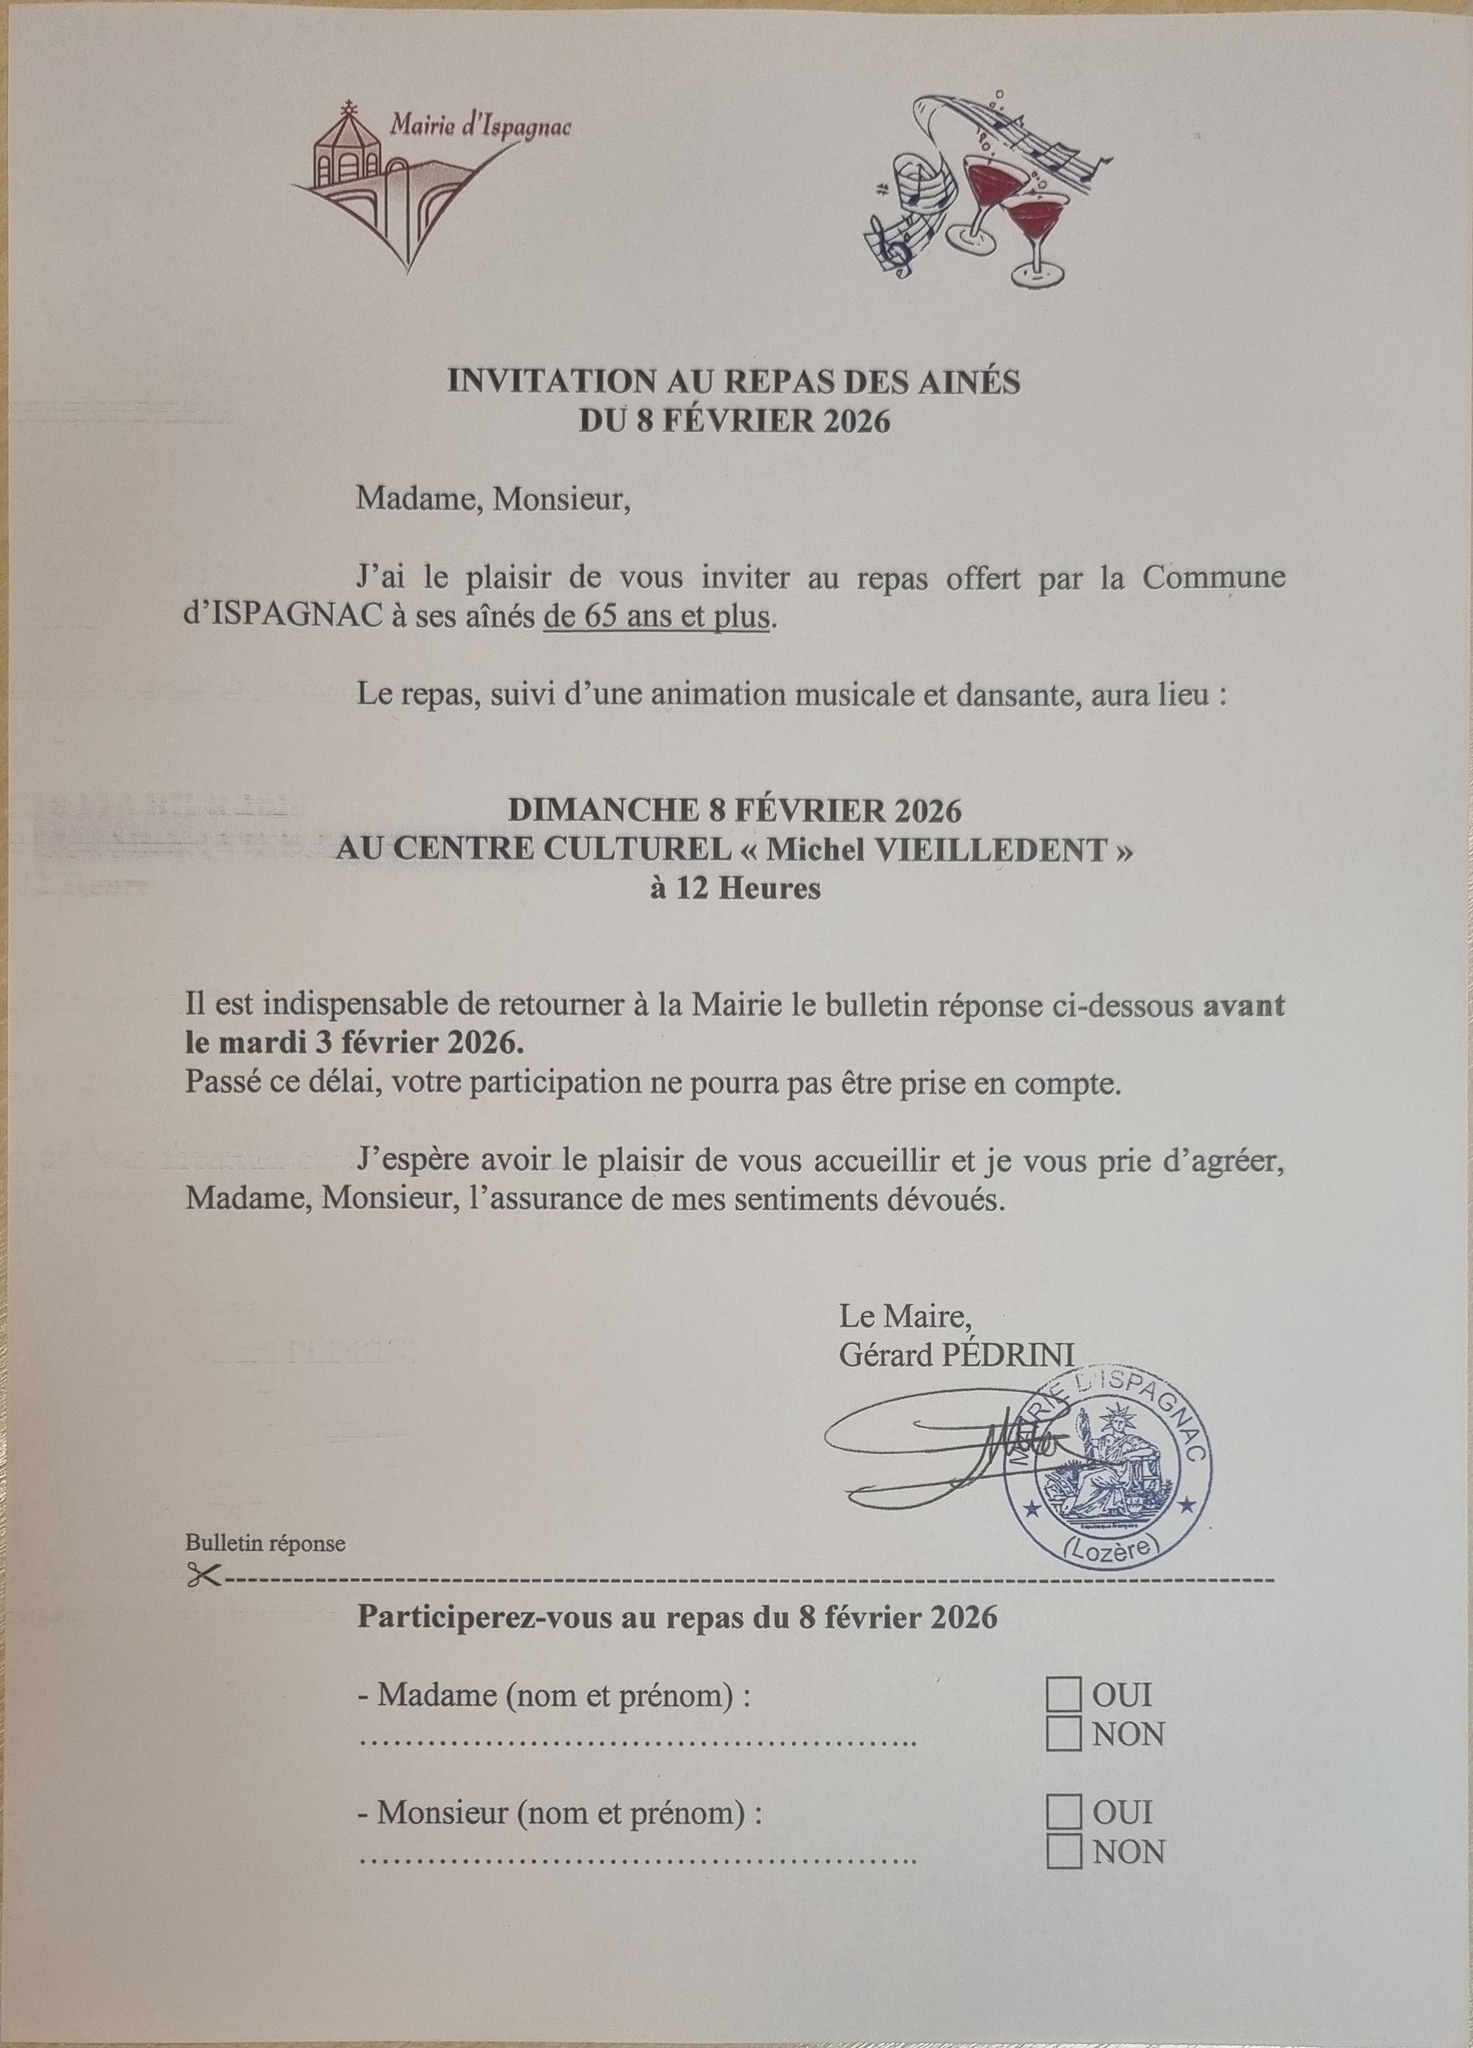 Mairie d'Ispagnac
INVITATION AU REPAS DES AINÉS
DU 8 FÉVRIER 2026
Madame, Monsieur,
J'ai le plaisir de vous inviter au repas offert par la Commune
d'ISPAGNAC à ses aînés de 65 ans et plus.
Le repas, suivi d'une animation musicale et dansante, aura lieu :
DIMANCHE 8 FÉVRIER 2026
AU CENTRE CULTUREL « Michel VIEILLEDENT »
à 12 Heures
Il est indispensable de retourner à la Mairie le bulletin réponse ci-dessous avant
le mardi 3 février 2026.
Passé ce délai, votre participation ne pourra pas être prise en compte.
J'espère avoir le plaisir de vous accueillir et je vous prie d'agréer,
Madame, Monsieur, l'assurance de mes sentiments dévoués.
Le Maire,
Gérard PÉDRINI
MAIRIE D'ISPAGNAC
République Française
(Lozère)
Bulletin réponse
Participerez-vous au repas du 8 février 2026
- Madame (nom et prénom) : OUI
.................................................. NON
- Monsieur (nom et prénom) : OUI
.................................................. NON